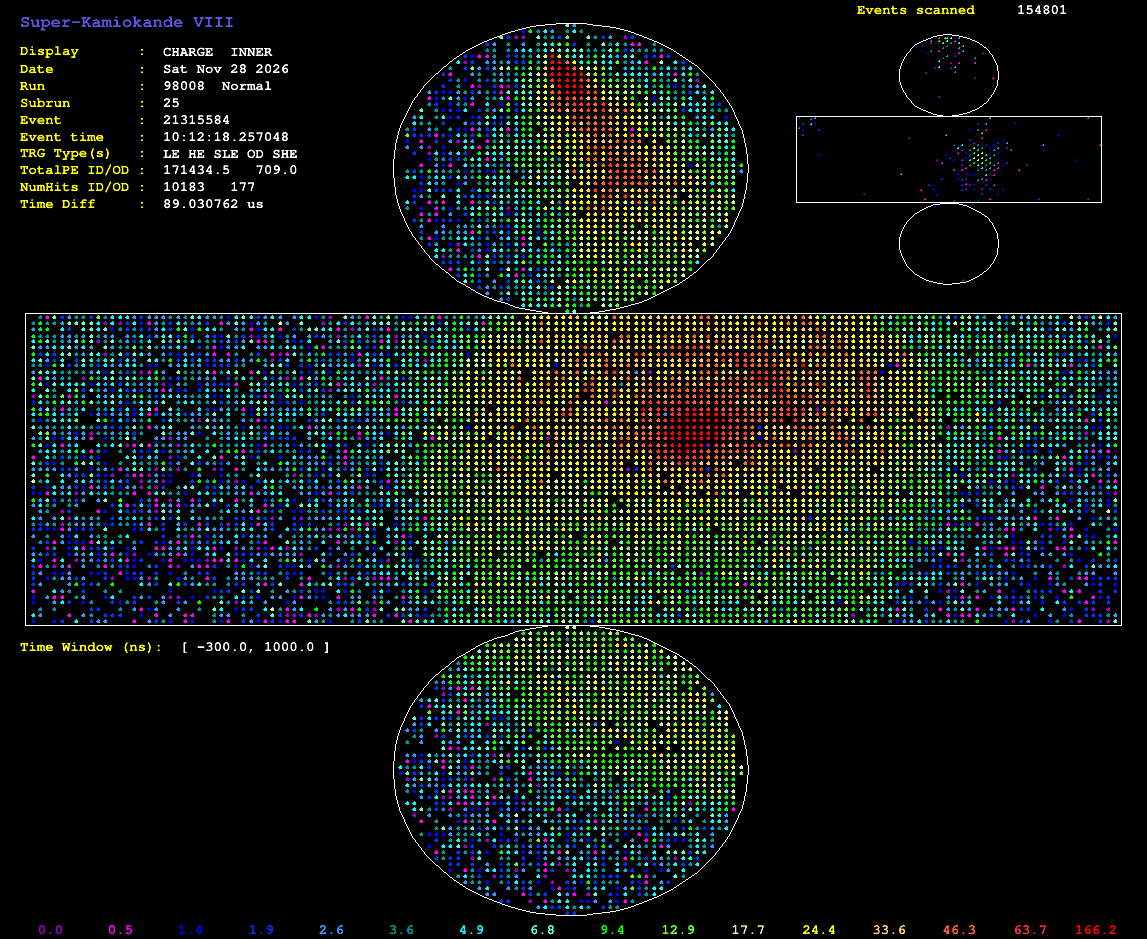 Super-Kamiokande VIII
Events scanned 154801
Display : CHARGE INNER
Date : Sat Nov 28 2026
Run : 98008 Normal
Subrun : 25
Event : 21315584
Event time : 10:12:18.257048
TRG Type(s) : LE HE SLE OD SHE
TotalPE ID/OD : 171434.5 709.0
NumHits ID/OD : 10183 177
Time Diff : 89.030762 us
Time Window (ns): [ -300.0, 1000.0 ]
0.0 0.5 1.4 1.9 2.6 3.6 4.9 6.8 9.4 12.9 17.7 24.4 33.6 46.3 63.7 166.2